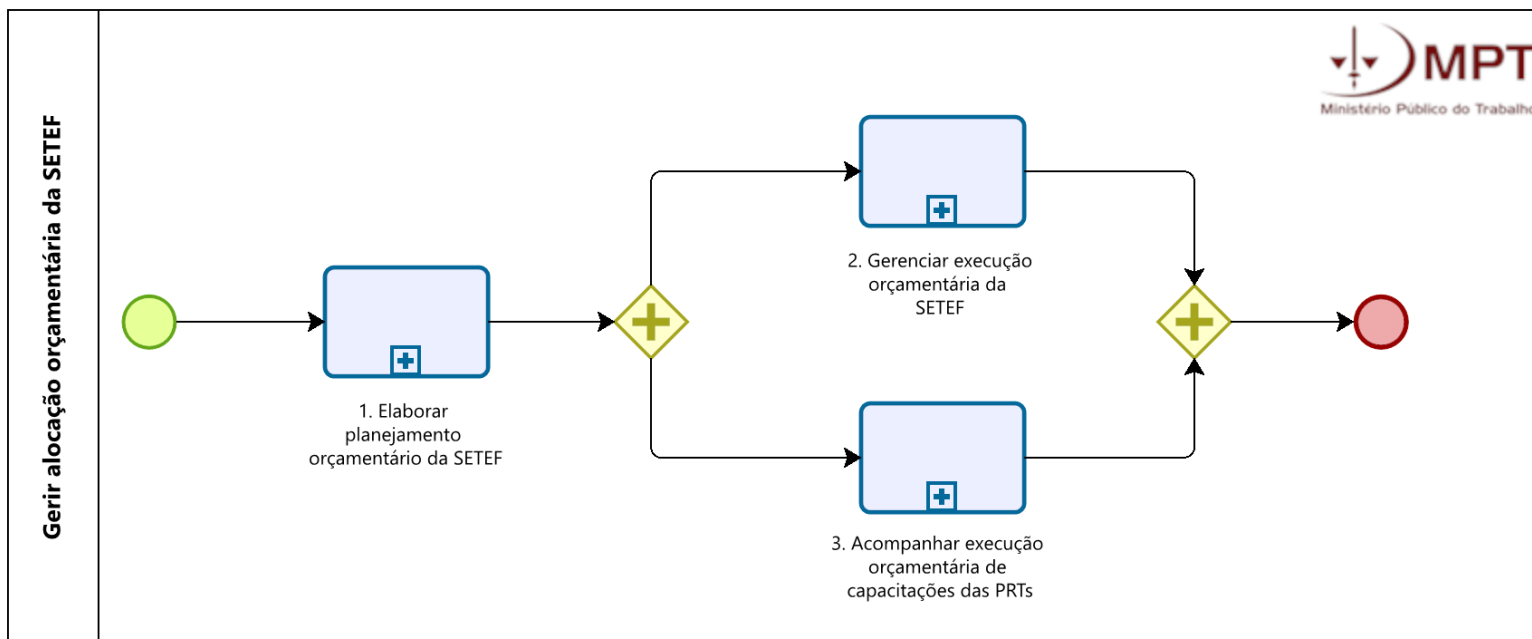 Gerir alocação orçamentária da SETEF
MPT
Ministério Público do Trabalho
1. Elaborar
planejamento
orçamentário da SETEF
2. Gerenciar execução
orçamentária da
SETEF
3. Acompanhar execução
orçamentária de
capacitações das PRTs